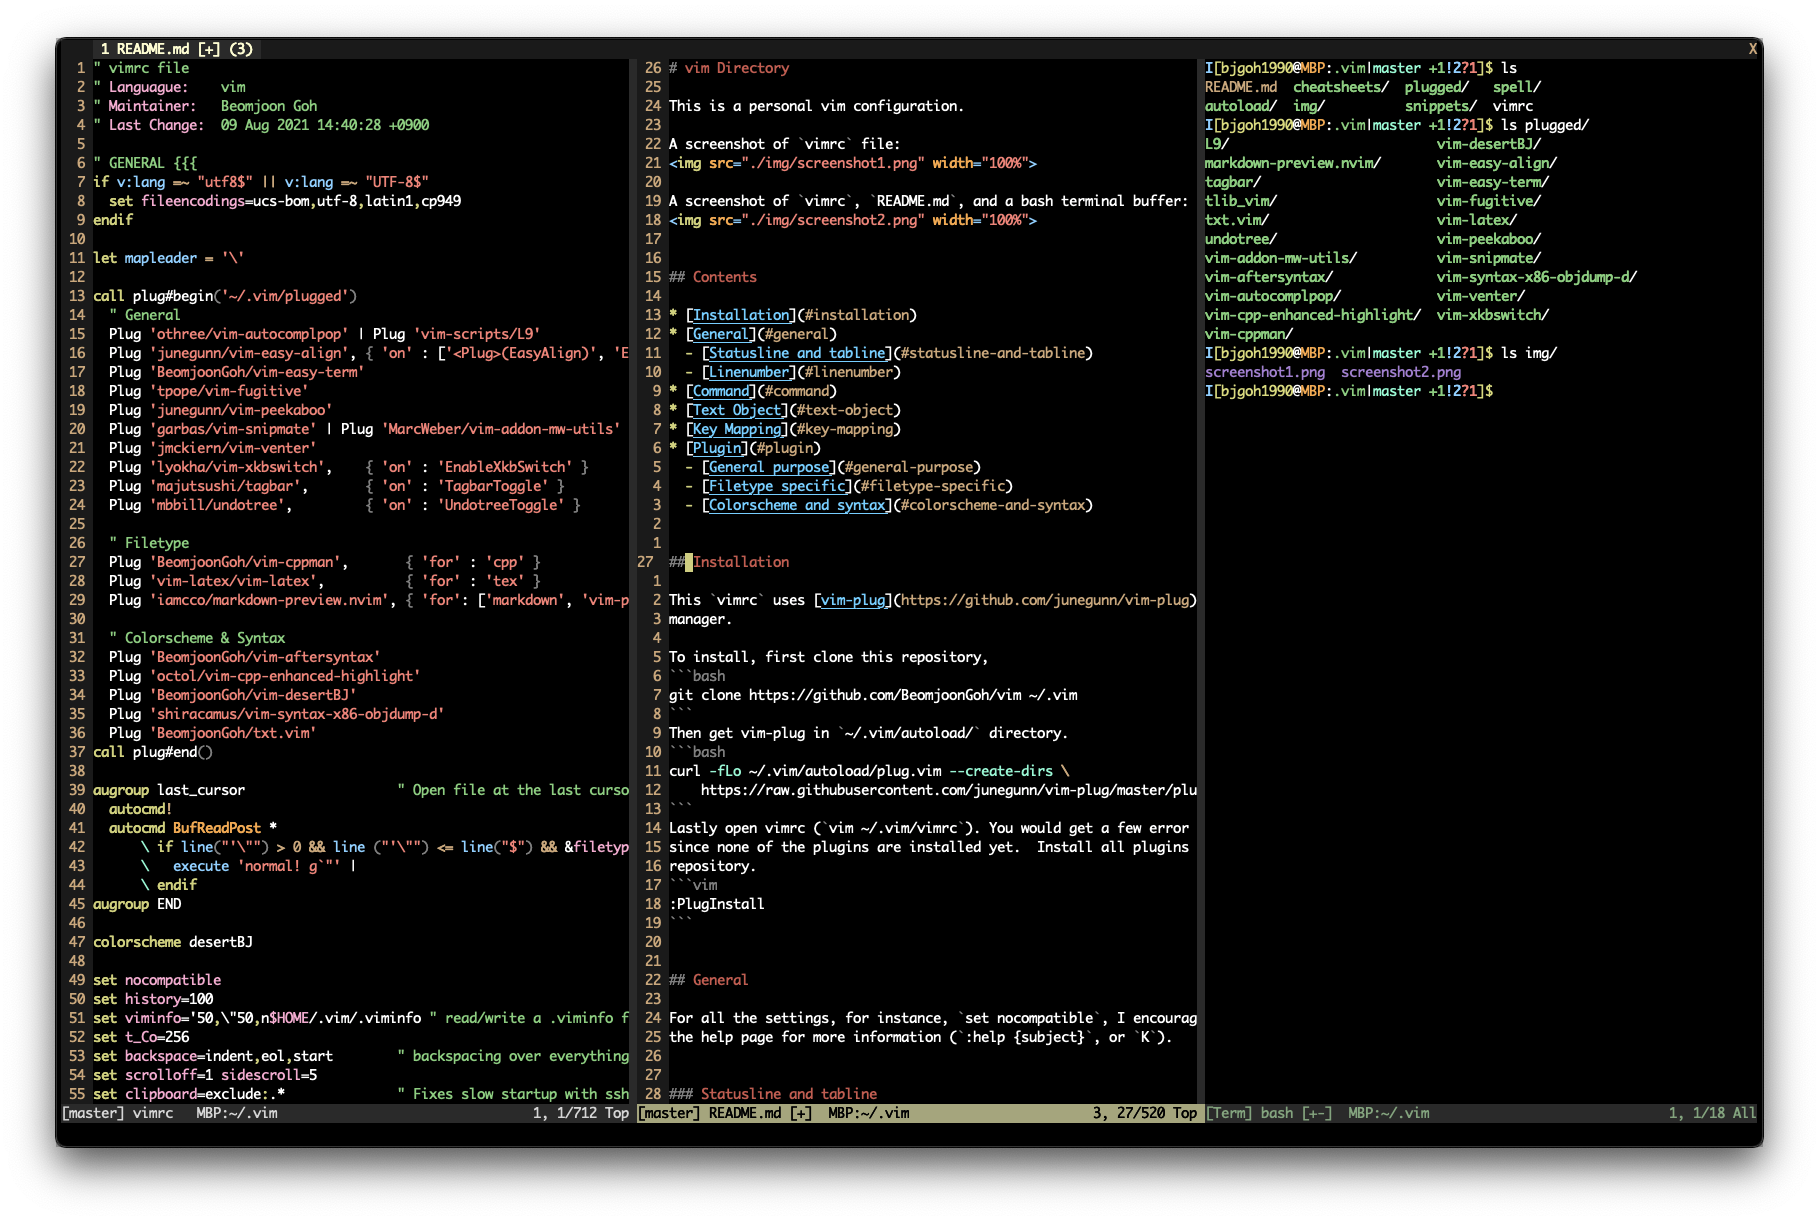 1 README.md [+] (3) X
1 " vimrc file
2 " Languague:    vim
3 " Maintainer:   Beomjoon Goh
4 " Last Change:  09 Aug 2021 14:40:28 +0900
5
6 " GENERAL {{{
7 if v:lang =~ "utf8$" || v:lang =~ "UTF-8$"
8   set fileencodings=ucs-bom,utf-8,latin1,cp949
9 endif
10
11 let mapleader = '\'
12
13 call plug#begin('~/.vim/plugged')
14   " General
15   Plug 'othree/vim-autocomplpop' | Plug 'vim-scripts/L9'
16   Plug 'junegunn/vim-easy-align', { 'on' : ['<Plug>(EasyAlign)', 'E
17   Plug 'BeomjoonGoh/vim-easy-term'
18   Plug 'tpope/vim-fugitive'
19   Plug 'junegunn/vim-peekaboo'
20   Plug 'garbas/vim-snipmate' | Plug 'MarcWeber/vim-addon-mw-utils'
21   Plug 'jmckiern/vim-venter'
22   Plug 'lyokha/vim-xkbswitch',    { 'on' : 'EnableXkbSwitch' }
23   Plug 'majutsushi/tagbar',       { 'on' : 'TagbarToggle' }
24   Plug 'mbbill/undotree',         { 'on' : 'UndotreeToggle' }
25
26   " Filetype
27   Plug 'BeomjoonGoh/vim-cppman',       { 'for' : 'cpp' }
28   Plug 'vim-latex/vim-latex',          { 'for' : 'tex' }
29   Plug 'iamcco/markdown-preview.nvim', { 'for': ['markdown', 'vim-p
30
31   " Colorscheme & Syntax
32   Plug 'BeomjoonGoh/vim-aftersyntax'
33   Plug 'octol/vim-cpp-enhanced-highlight'
34   Plug 'BeomjoonGoh/vim-desertBJ'
35   Plug 'shiracamus/vim-syntax-x86-objdump-d'
36   Plug 'BeomjoonGoh/txt.vim'
37 call plug#end()
38
39 augroup last_cursor                   " Open file at the last curso
40   autocmd!
41   autocmd BufReadPost *
42       \ if line("'\"") > 0 && line ("'\"") <= line("$") && &filetyp
43       \   execute 'normal! g`"' |
44       \ endif
45 augroup END
46
47 colorscheme desertBJ
48
49 set nocompatible
50 set history=100
51 set viminfo='50,\"50,n$HOME/.vim/.viminfo " read/write a .viminfo f
52 set t_Co=256
53 set backspace=indent,eol,start        " backspacing over everything
54 set scrolloff=1 sidescroll=5
55 set clipboard=exclude:.*              " Fixes slow startup with ssh
[master] vimrc   MBP:~/.vim                                1, 1/712 Top
26 # vim Directory
25
24 This is a personal vim configuration.
23
22 A screenshot of `vimrc` file:
21 <img src="./img/screenshot1.png" width="100%">
20
19 A screenshot of `vimrc`, `README.md`, and a bash terminal buffer:
18 <img src="./img/screenshot2.png" width="100%">
17
16
15 ## Contents
14
13 * [Installation](#installation)
12 * [General](#general)
11   - [Statusline and tabline](#statusline-and-tabline)
10   - [Linenumber](#linenumber)
9 * [Command](#command)
8 * [Text Object](#text-object)
7 * [Key Mapping](#key-mapping)
6 * [Plugin](#plugin)
5   - [General purpose](#general-purpose)
4   - [Filetype specific](#filetype-specific)
3   - [Colorscheme and syntax](#colorscheme-and-syntax)
2
1
27 ## Installation
1
2 This `vimrc` uses [vim-plug](https://github.com/junegunn/vim-plug)
3 manager.
4
5 To install, first clone this repository,
6 ```bash
7 git clone https://github.com/BeomjoonGoh/vim ~/.vim
8 ```
9 Then get vim-plug in `~/.vim/autoload/` directory.
10 ```bash
11 curl -fLo ~/.vim/autoload/plug.vim --create-dirs \
12     https://raw.githubusercontent.com/junegunn/vim-plug/master/plu
13 ```
14 Lastly open vimrc (`vim ~/.vim/vimrc`). You would get a few error
15 since none of the plugins are installed yet.  Install all plugins
16 repository.
17 ```vim
18 :PlugInstall
19 ```
20
21
22 ## General
23
24 For all the settings, for instance, `set nocompatible`, I encourag
25 the help page for more information (`:help {subject}`, or `K`).
26
27
28 ### Statusline and tabline
[master] README.md [+]  MBP:~/.vim                       3, 27/520 Top
I[bjgoh1990@MBP:.vim|master +1!2?1]$ ls
README.md  cheatsheets/  plugged/   spell/
autoload/  img/          snippets/  vimrc
I[bjgoh1990@MBP:.vim|master +1!2?1]$ ls plugged/
L9/                          vim-desertBJ/
markdown-preview.nvim/       vim-easy-align/
tagbar/                      vim-easy-term/
tlib_vim/                    vim-fugitive/
txt.vim/                     vim-latex/
undotree/                    vim-peekaboo/
vim-addon-mw-utils/          vim-snipmate/
vim-aftersyntax/             vim-syntax-x86-objdump-d/
vim-autocomplpop/            vim-venter/
vim-cpp-enhanced-highlight/  vim-xkbswitch/
vim-cppman/
I[bjgoh1990@MBP:.vim|master +1!2?1]$ ls img/
screenshot1.png  screenshot2.png
I[bjgoh1990@MBP:.vim|master +1!2?1]$
[Term] bash [+-]  MBP:~/.vim                              1, 1/18 All